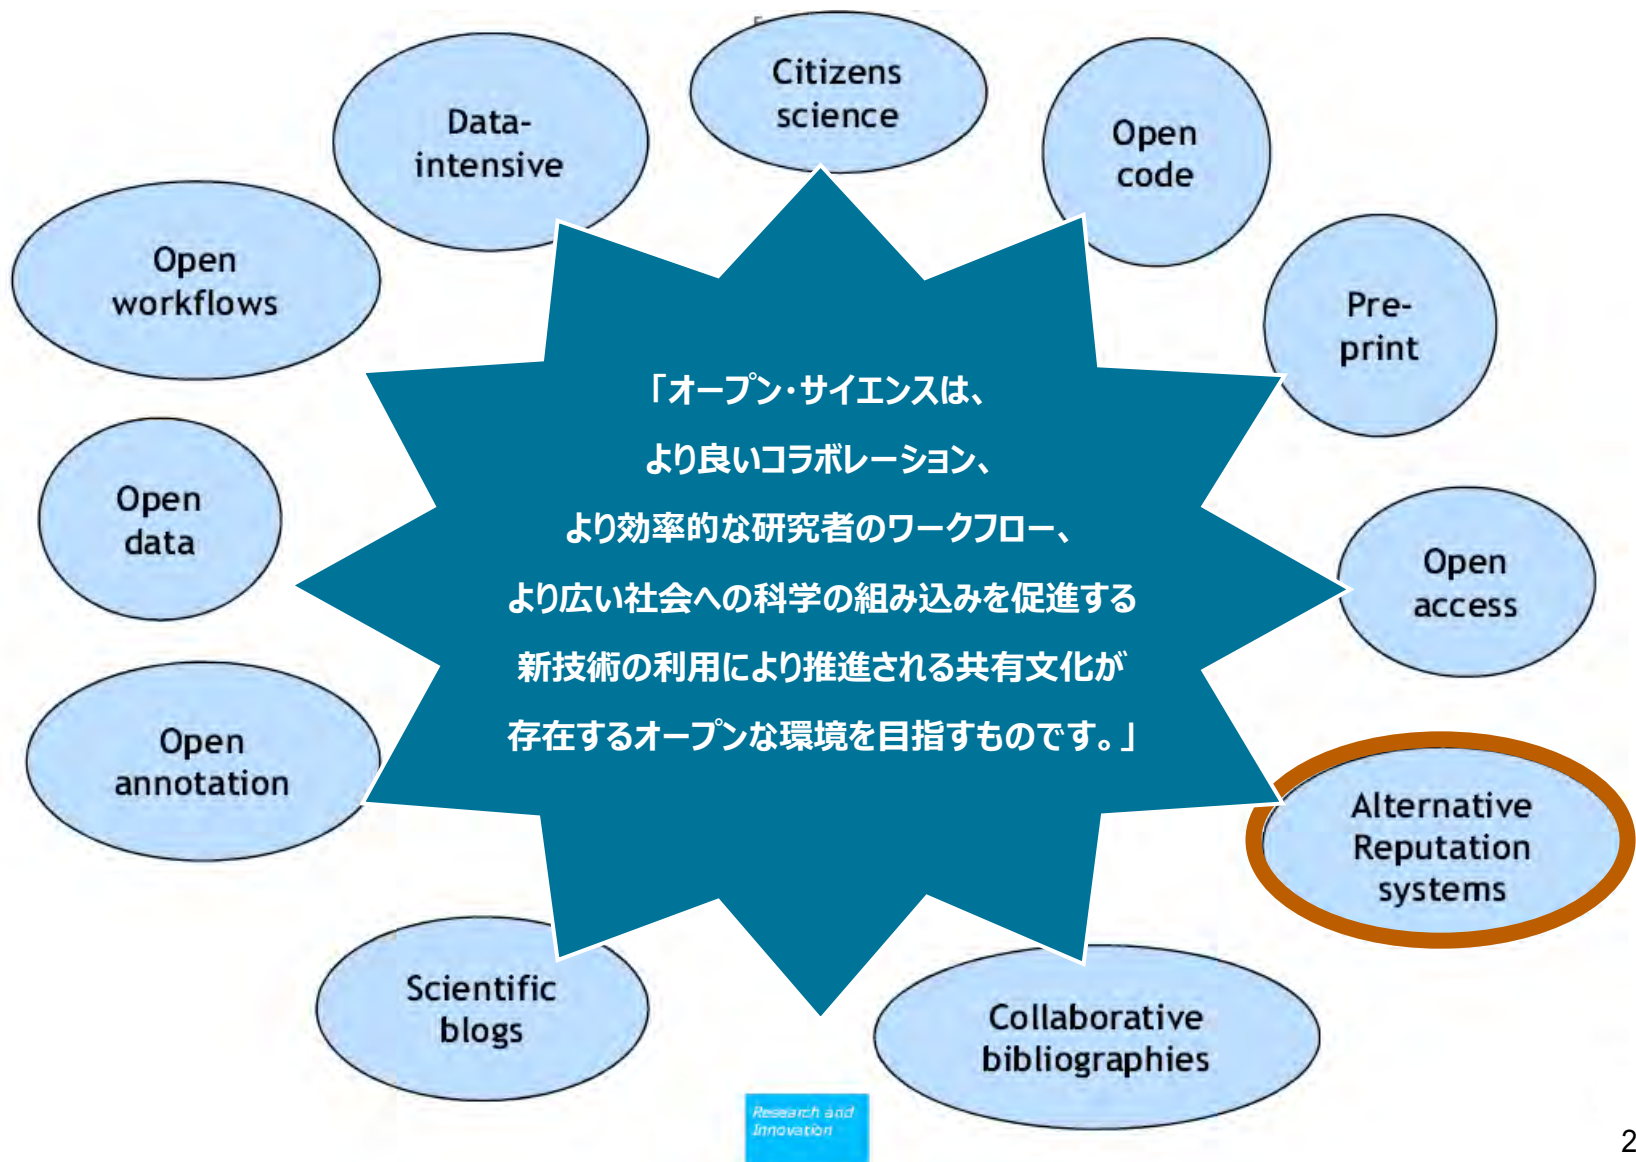 Citizens
science
Data-
intensive
Open
code
Open
workflows
Pre-
print
「オープン・サイエンスは、
より良いコラボレーション、
より効率的な研究者のワークフロー、
より広い社会への科学の組み込みを促進する
新技術の利用により推進される共有文化が
存在するオープンな環境を目指すものです。」
Open
data
Open
access
Open
annotation
Alternative
Reputation
systems
Scientific
blogs
Collaborative
bibliographies
Research and
Innovation
2